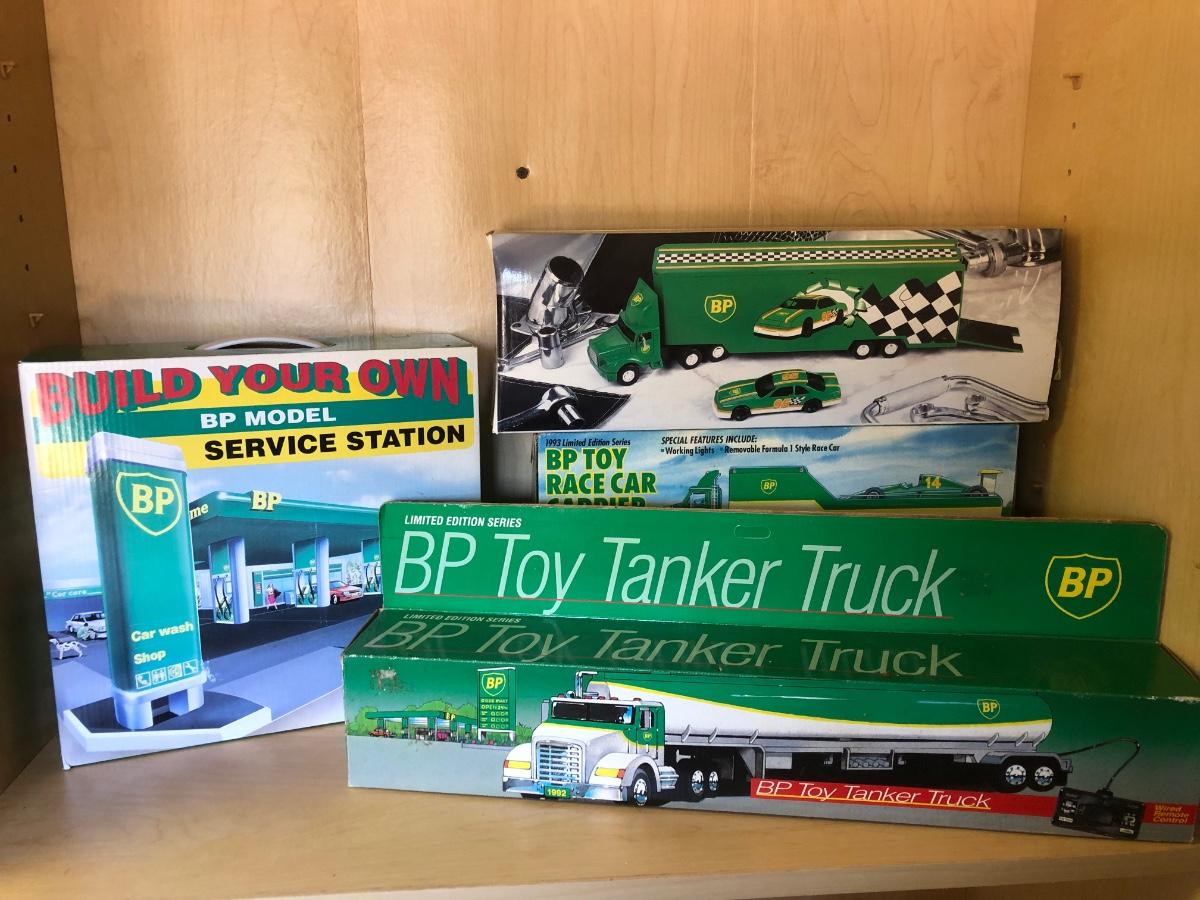 BUILD YOUR OWN
BP MODEL
SERVICE STATION
BP
BP
Car care
Car wash
Shop
BP
1993 Limited Edition Series
BP TOY
RACE CAR
CARRIER
SPECIAL FEATURES INCLUDE:
• Working Lights • Removable Formula 1 Style Race Car
BP
14
LIMITED EDITION SERIES
BP Toy Tanker Truck
BP
LIMITED EDITION SERIES
BP Toy Tanker Truck
BP
BP
BP
1992
BP Toy Tanker Truck
Wired
Remote
Control